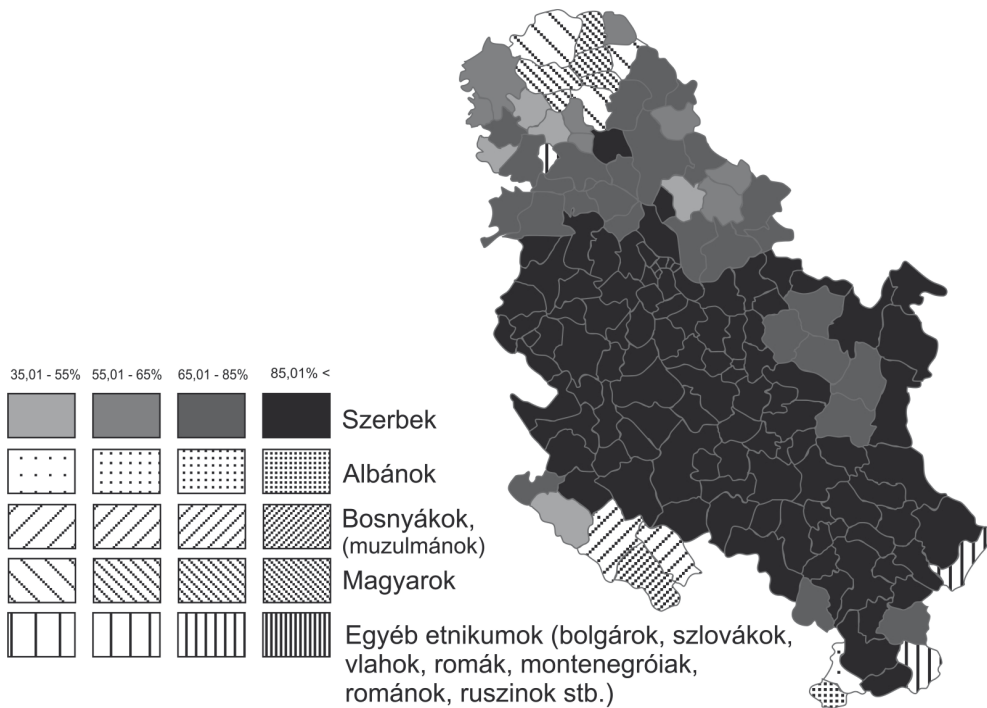 35,01 - 55% 55,01 - 65% 65,01 - 85% 85,01% <
Szerbek
Albánok
Bosnyákok,
(muzulmánok)
Magyarok
Egyéb etnikumok (bolgárok, szlovákok,
vlahok, romák, montenegróiak,
románok, ruszinok stb.)